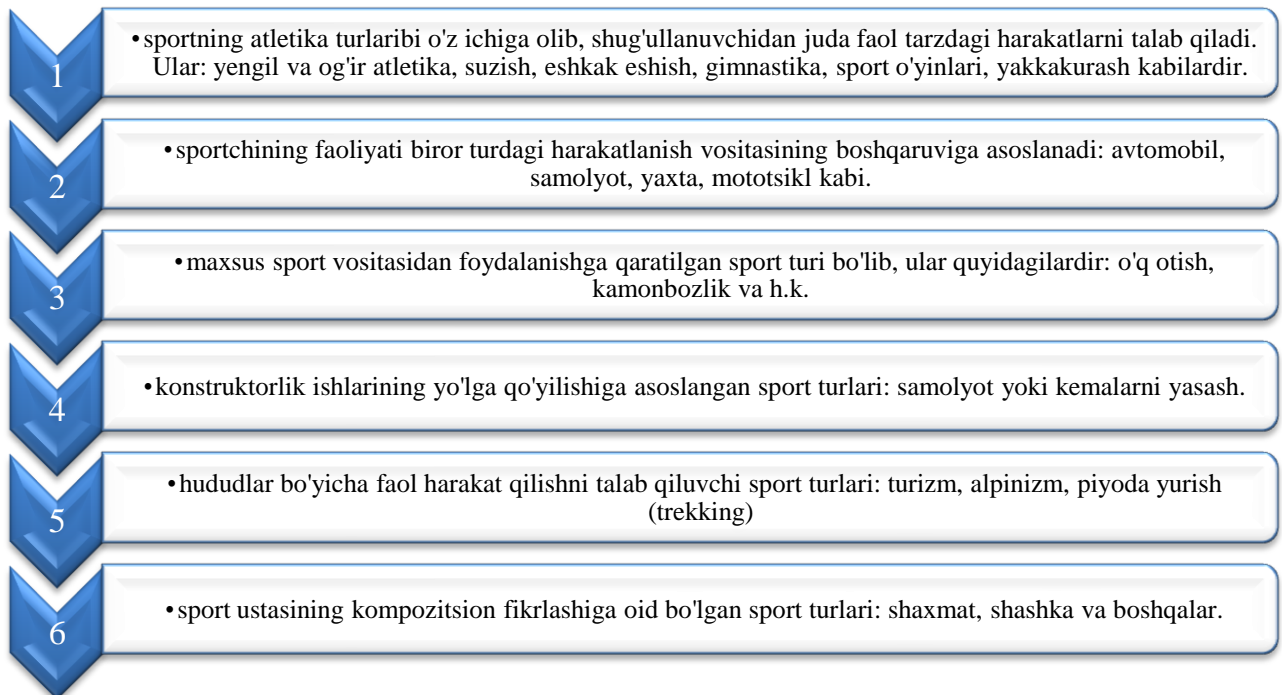 1
•sportning atletika turlaribi o'z ichiga olib, shug'ullanuvchidan juda faol tarzdagi harakatlarni talab qiladi.
Ular: yengil va og'ir atletika, suzish, eshkak eshish, gimnastika, sport o'yinlari, yakkakurash kabilardir.
2
•sportchining faoliyati biror turdagi harakatlanish vositasining boshqaruviga asoslanadi: avtomobil,
samolyot, yaxta, mototsikl kabi.
3
•maxsus sport vositasidan foydalanishga qaratilgan sport turi bo'lib, ular quyidagilardir: o'q otish,
kamonbozlik va h.k.
4
•konstruktorlik ishlarining yo'lga qo'yilishiga asoslangan sport turlari: samolyot yoki kemalarni yasash.
5
•hududlar bo'yicha faol harakat qilishni talab qiluvchi sport turlari: turizm, alpinizm, piyoda yurish
(trekking)
6
•sport ustasining kompozitsion fikrlashiga oid bo'lgan sport turlari: shaxmat, shashka va boshqalar.